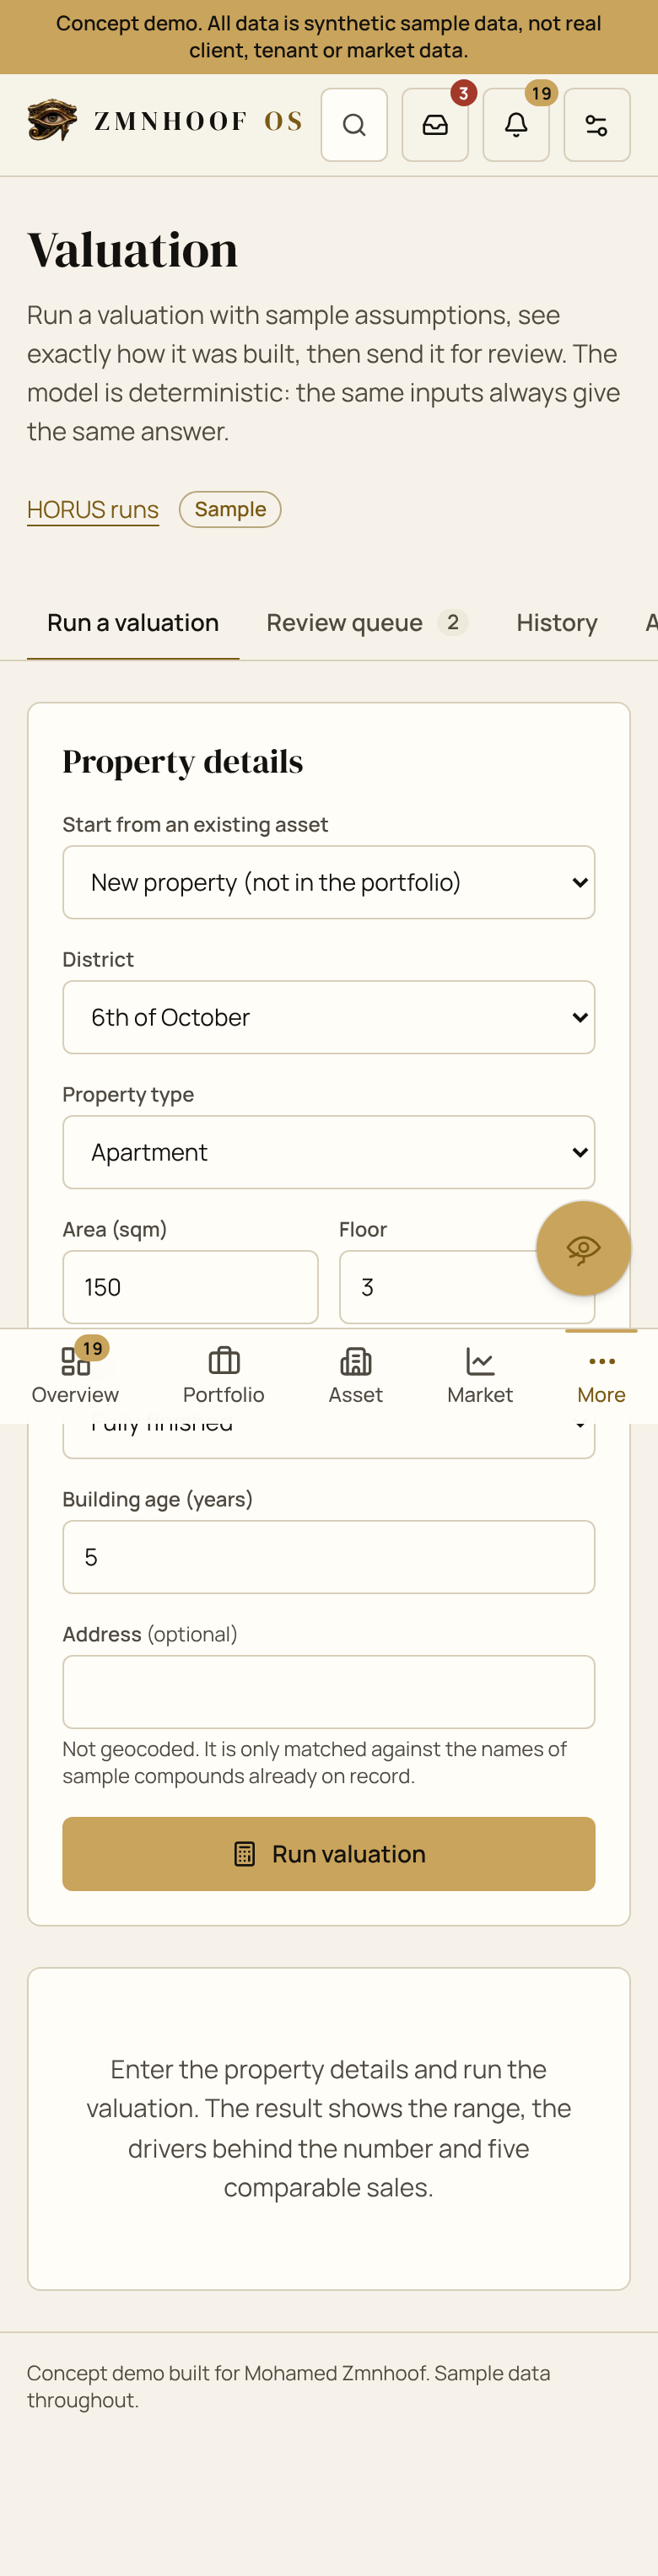 Concept demo. All data is synthetic sample data, not real
client, tenant or market data.
ZMNHOOF OS
3
19
Valuation
Run a valuation with sample assumptions, see
exactly how it was built, then send it for review. The
model is deterministic: the same inputs always give
the same answer.
HORUS runs Sample
Run a valuation Review queue 2 History A
Property details
Start from an existing asset
New property (not in the portfolio)
District
6th of October
Property type
Apartment
Area (sqm) Floor
150 3
19
Overview Portfolio Asset Market More
Fully finished
Building age (years)
5
Address (optional)
Not geocoded. It is only matched against the names of
sample compounds already on record.
Run valuation
Enter the property details and run the
valuation. The result shows the range, the
drivers behind the number and five
comparable sales.
Concept demo built for Mohamed Zmnhoof. Sample data
throughout.